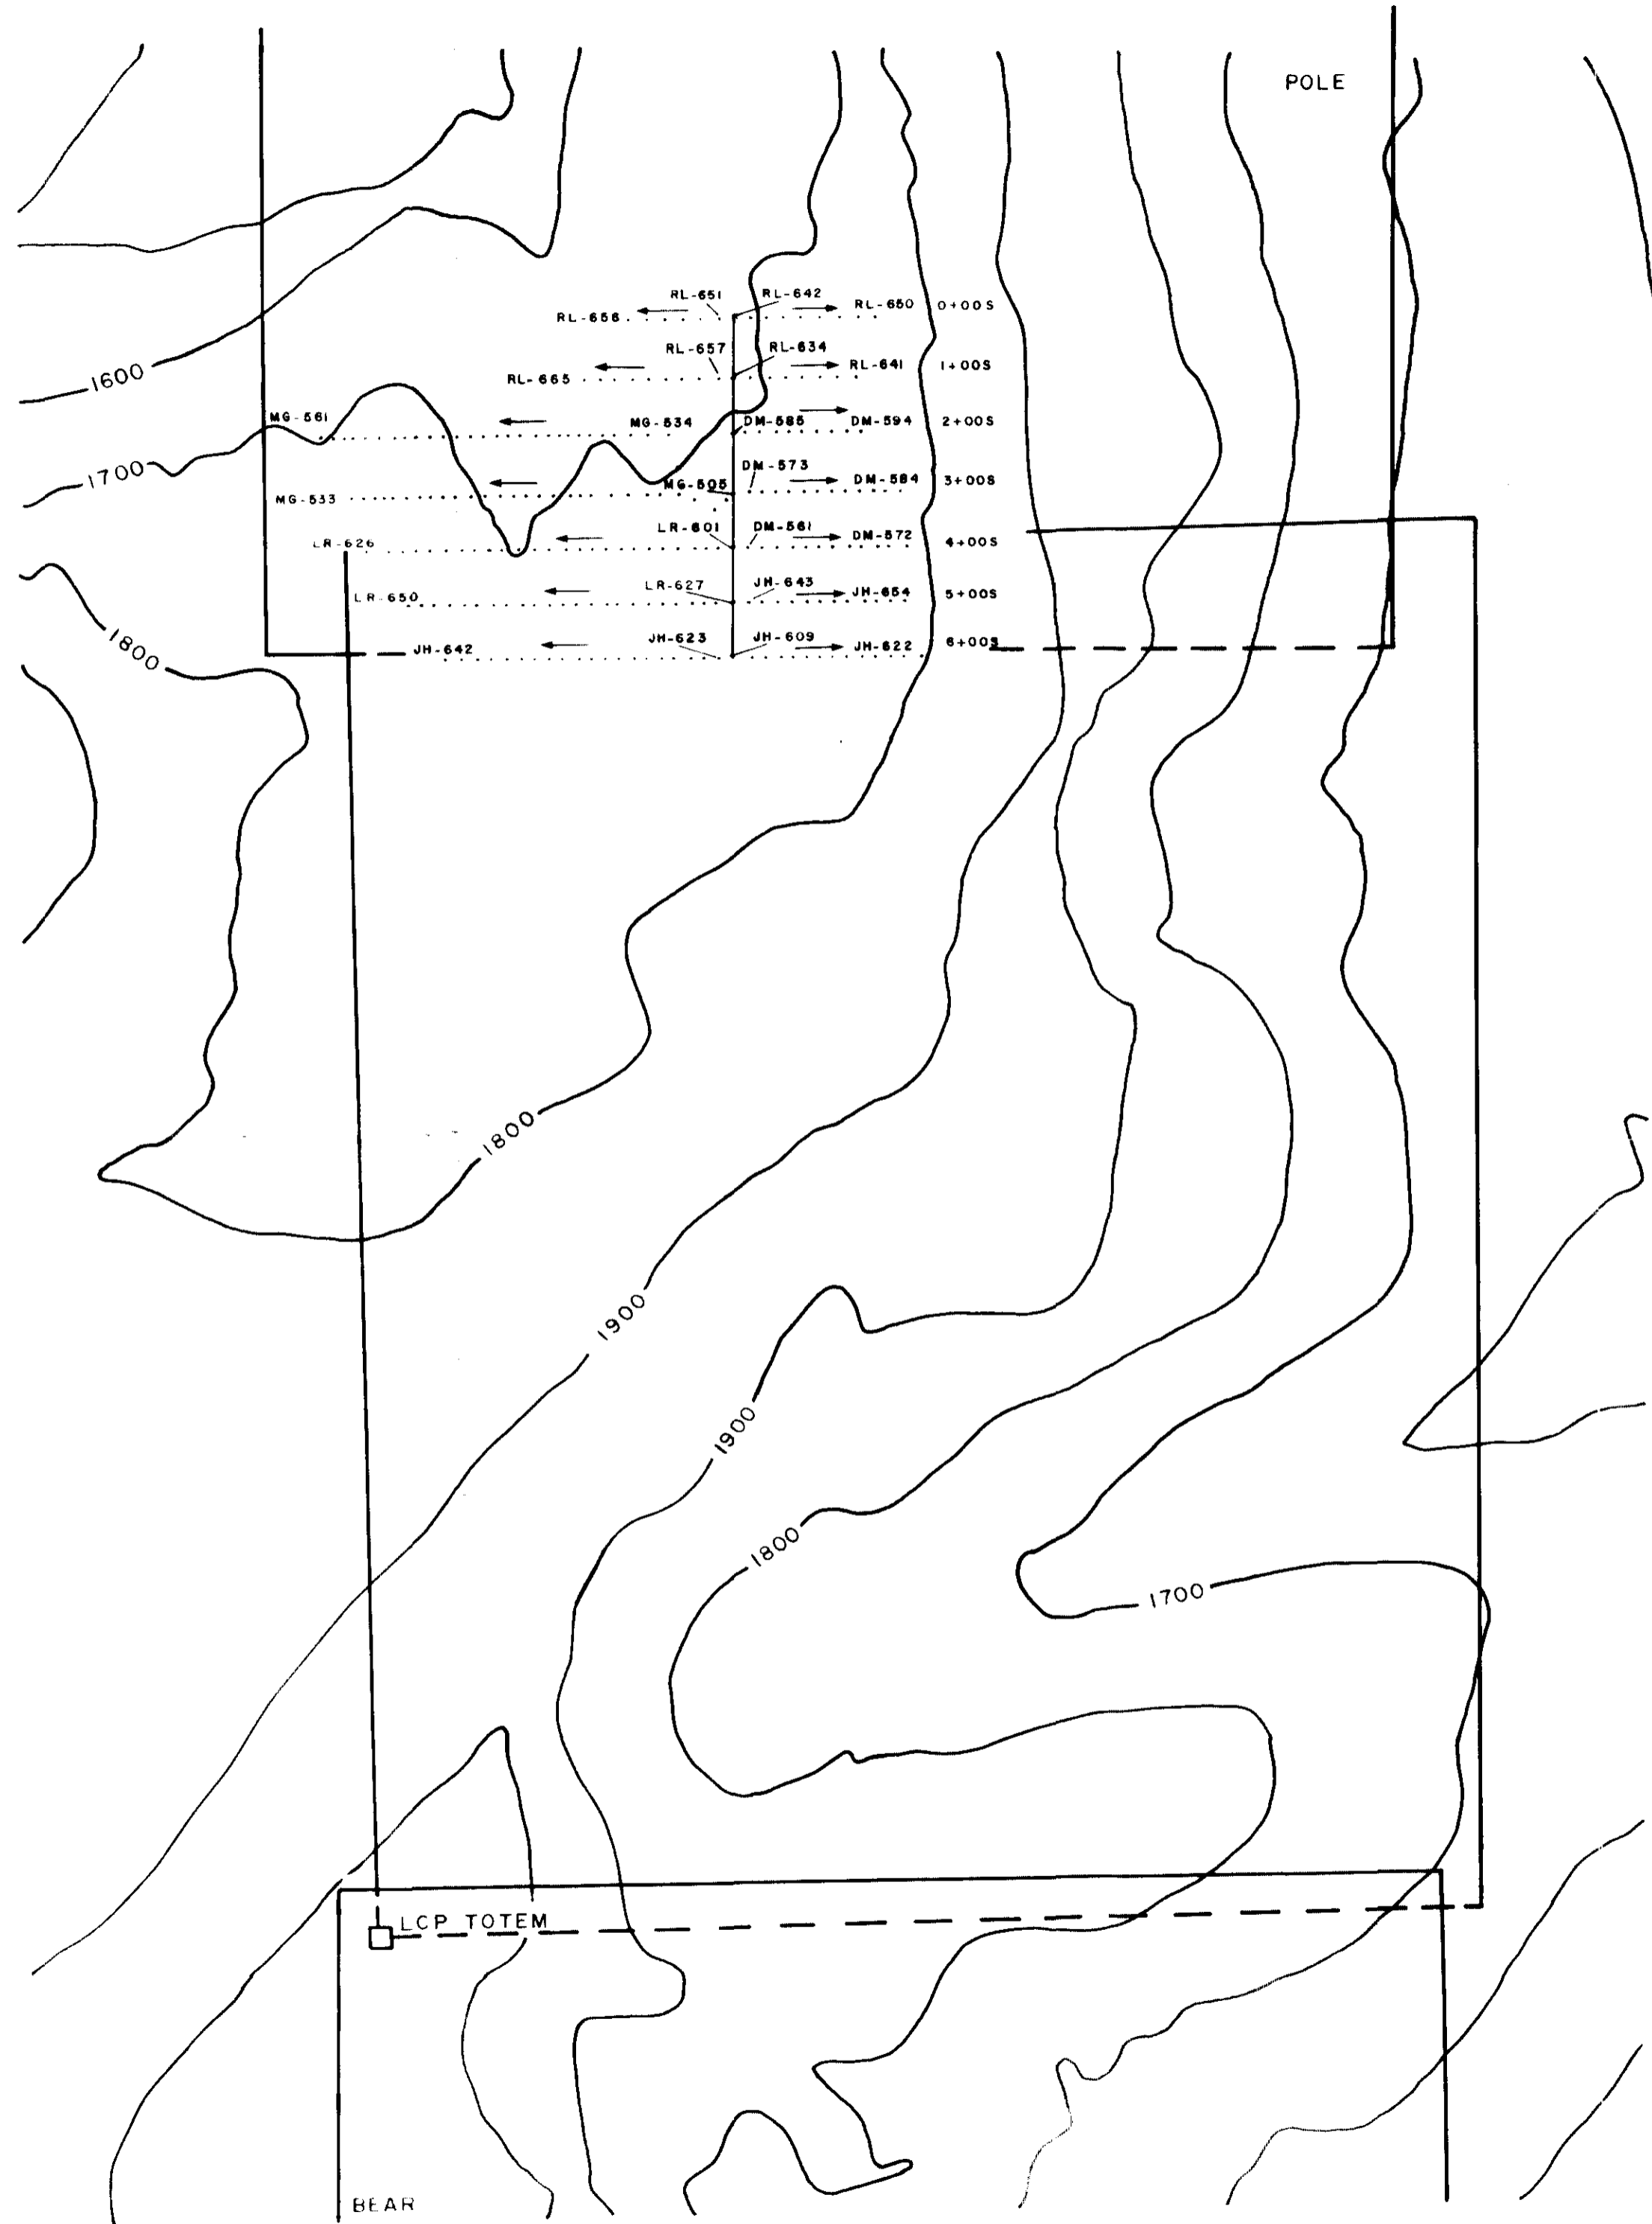 POLE
RL-651 RL-642
RL-656 RL-650 0+00S
RL-657 RL-634
RL-665 RL-641 1+00S
1600
MG-561 MG-534 DM-585 DM-594 2+00S
1700
DM-573
MG-533 MG-505 DM-584 3+00S
LR-601 DM-561
LR-626 DM-572 4+00S
LR-627 JH-643
LR-650 JH-654 5+00S
JH-623 JH-609
JH-642 JH-622 6+00S
1800
1800
1900
1900
1800
1700
LCP TOTEM
BEAR